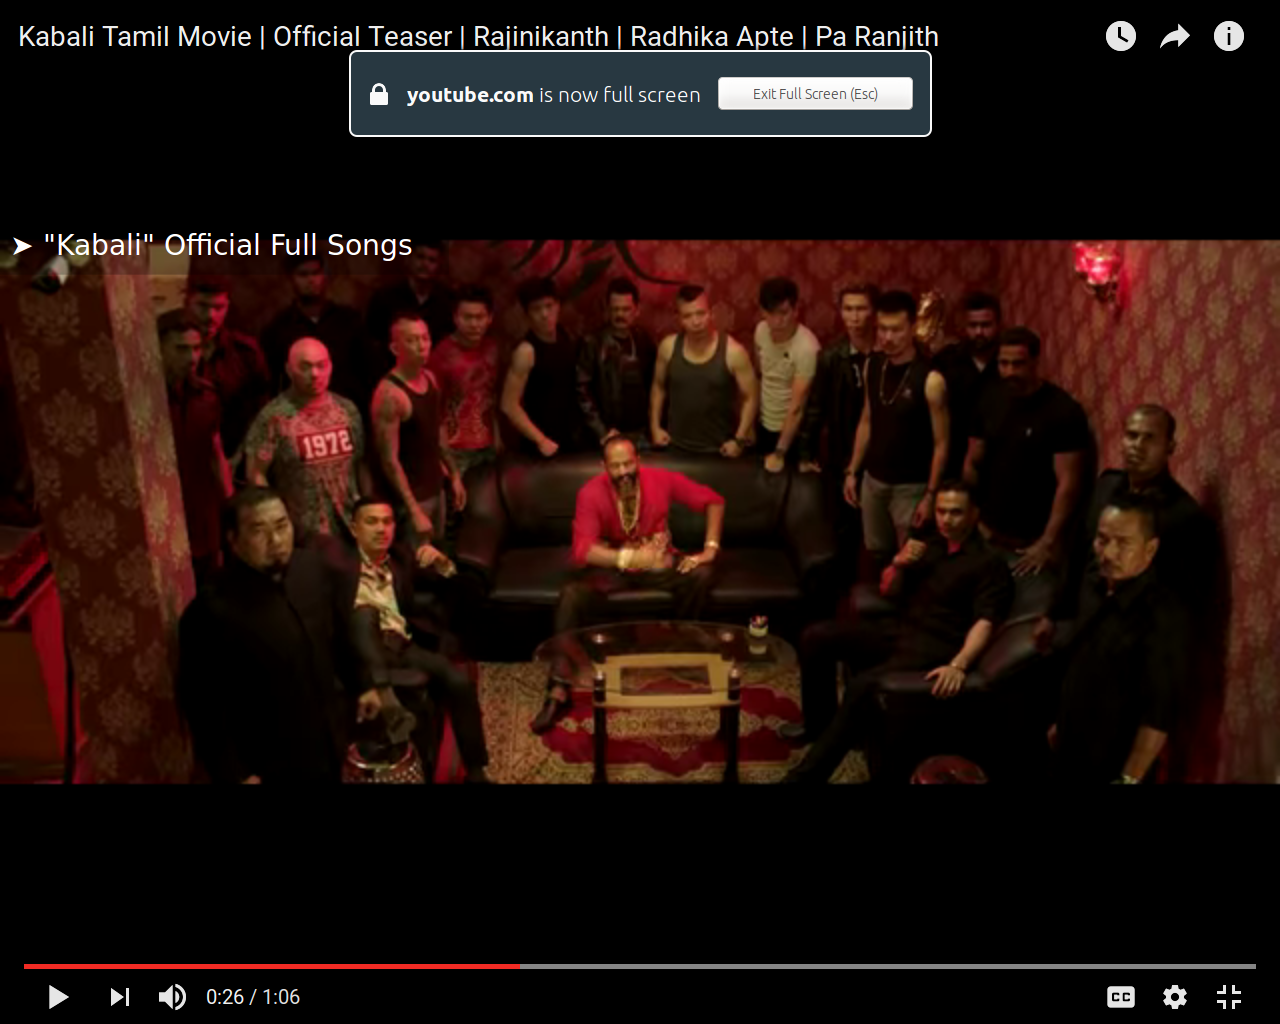 Kabali Tamil Movie | Official Teaser | Rajinikanth | Radhika Apte | Pa Ranjith
youtube.com is now full screen
Exit Full Screen (Esc)
➤ "Kabali" Official Full Songs
1972
0:26 / 1:06
CC